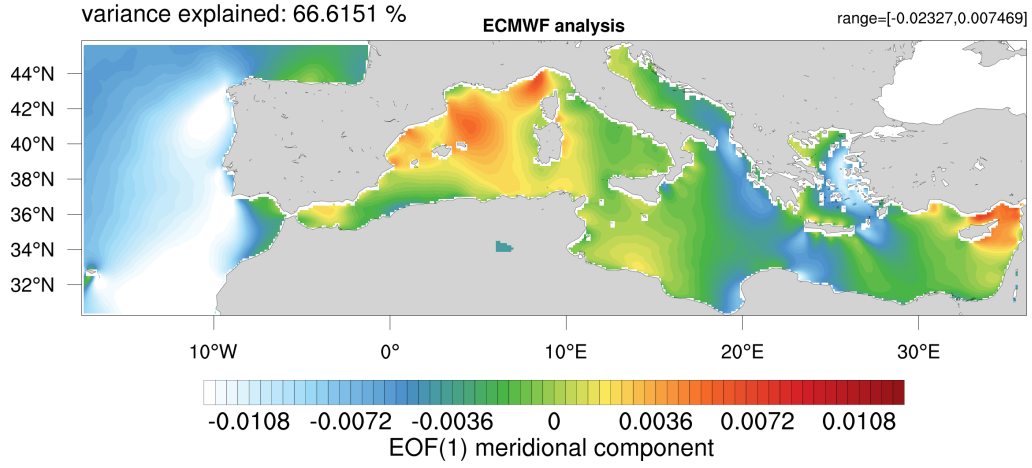 variance explained: 66.6151 %
ECMWF analysis
range=[-0.02327,0.007469]
44°N
42°N
40°N
38°N
36°N
34°N
32°N
10°W 0° 10°E 20°E 30°E
-0.0108 -0.0072 -0.0036 0 0.0036 0.0072 0.0108
EOF(1) meridional component